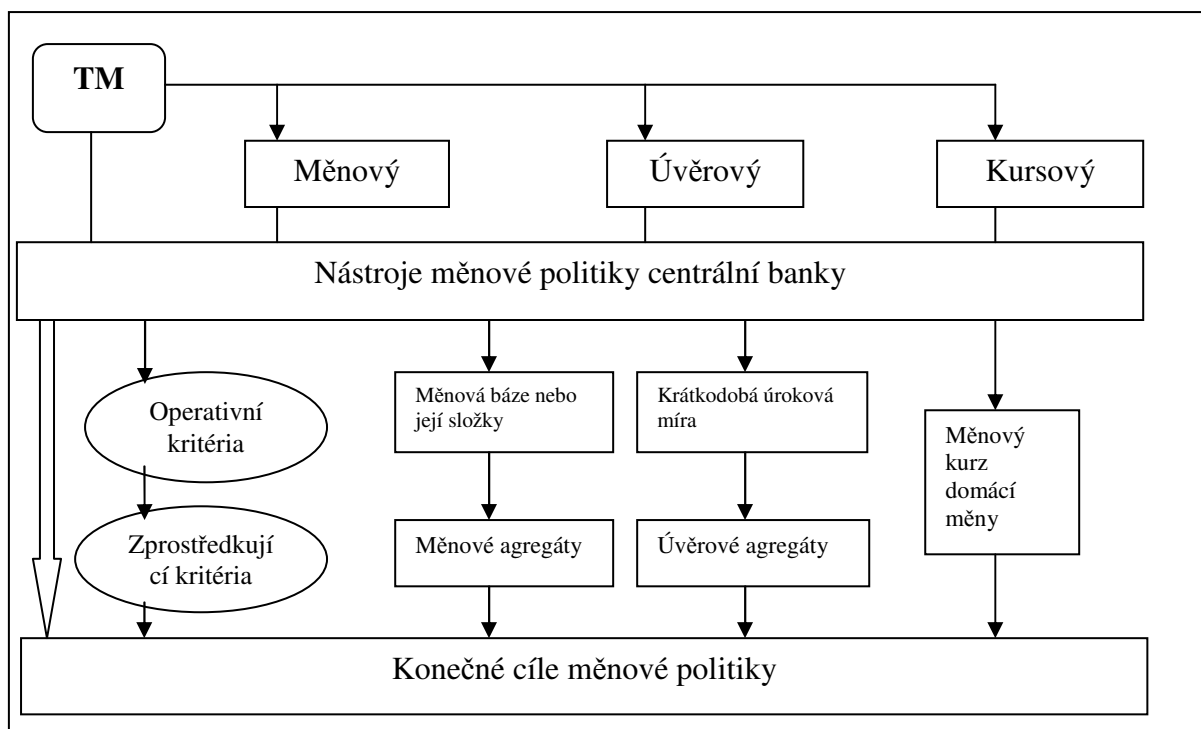 TM
Měnový
Úvěrový
Kursový
Nástroje měnové politiky centrální banky
Operativní
kritéria
Měnová báze nebo
její složky
Krátkodobá úroková
míra
Měnový
kurz
domácí
měny
Zprostředkují
cí kritéria
Měnové agregáty
Úvěrové agregáty
Konečné cíle měnové politiky